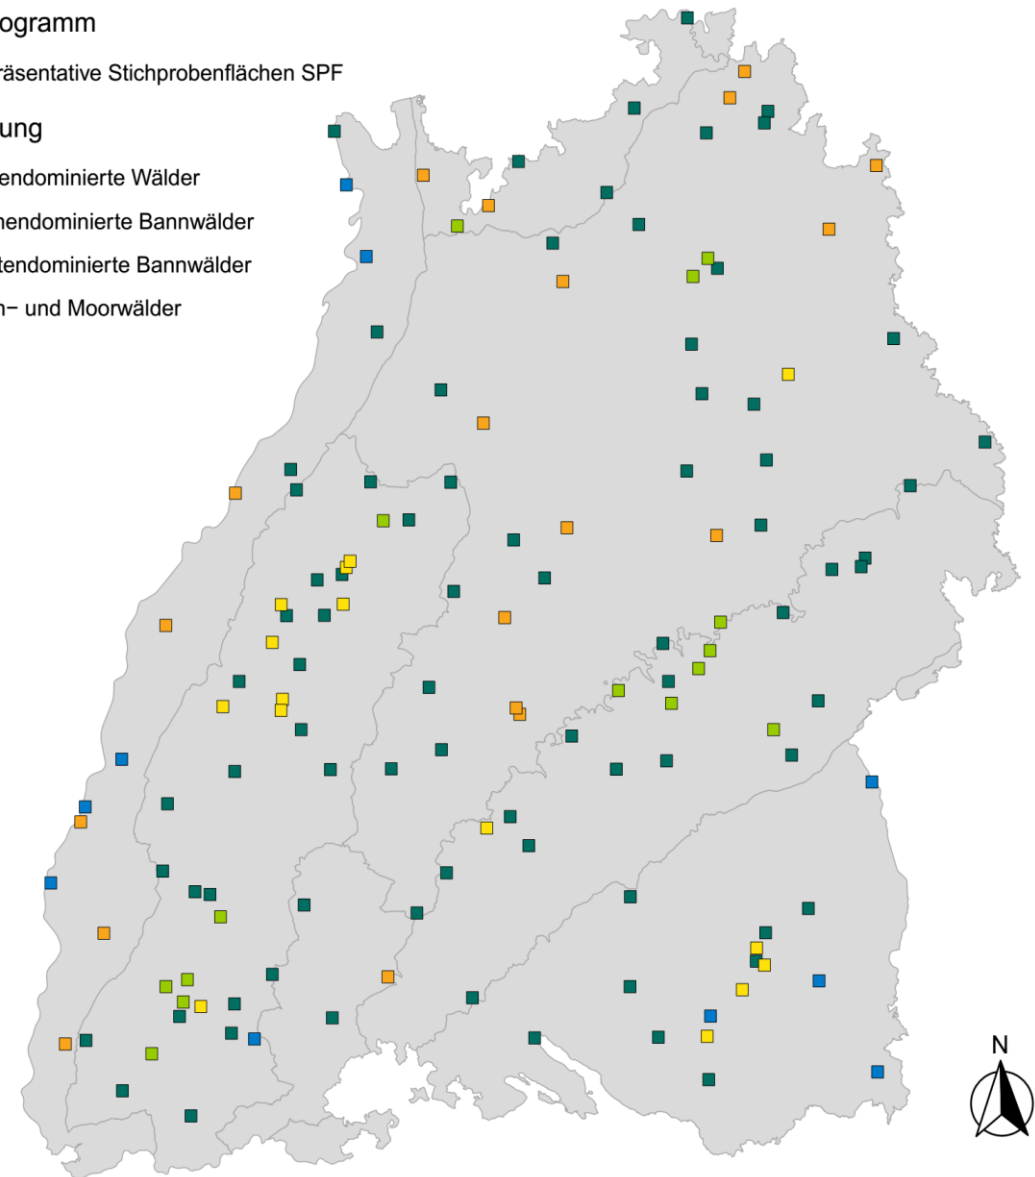 ogramm
räsentative Stichprobenflächen SPF
ung
endominierte Wälder
hendominierte Bannwälder
tendominierte Bannwälder
n− und Moorwälder
N